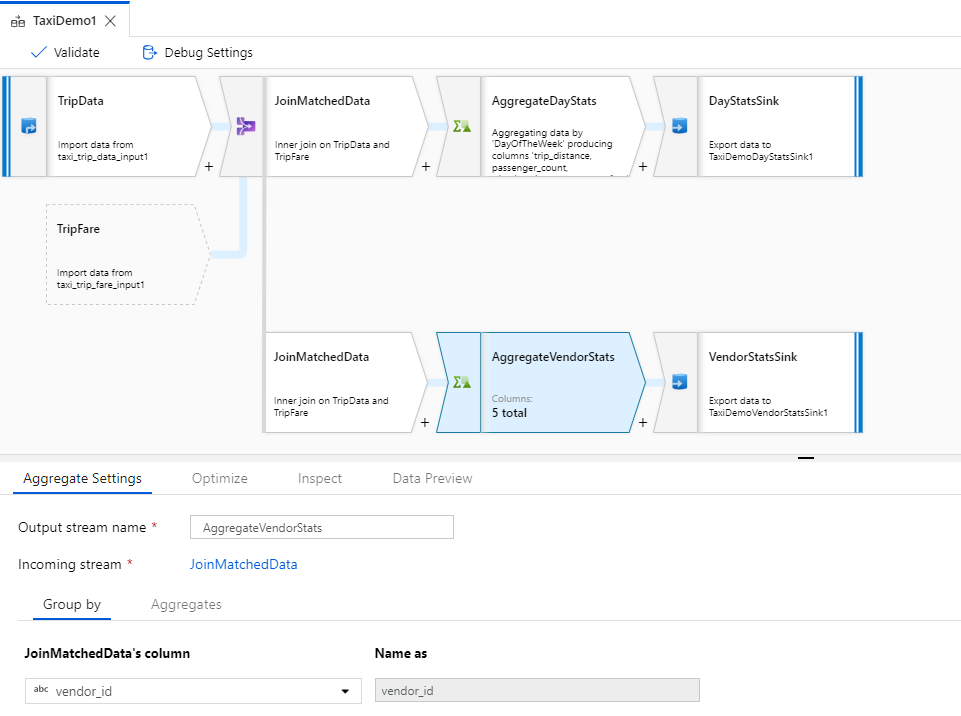 TaxiDemo1
Validate
Debug Settings
TripData
Import data from
taxi_trip_data_input1
+
JoinMatchedData
Inner join on TripData and
TripFare
+
AggregateDayStats
Aggregating data by
'DayOfTheWeek' producing
columns 'trip_distance,
passenger_count,
+
DayStatsSink
Export data to
TaxiDemoDayStatsSink1
TripFare
Import data from
taxi_trip_fare_input1
JoinMatchedData
Inner join on TripData and
TripFare
+
AggregateVendorStats
Columns:
5 total
+
VendorStatsSink
Export data to
TaxiDemoVendorStatsSink1
Aggregate Settings
Optimize
Inspect
Data Preview
Output stream name *
AggregateVendorStats
Incoming stream *
JoinMatchedData
Group by
Aggregates
JoinMatchedData's column
Name as
abc vendor_id
vendor_id